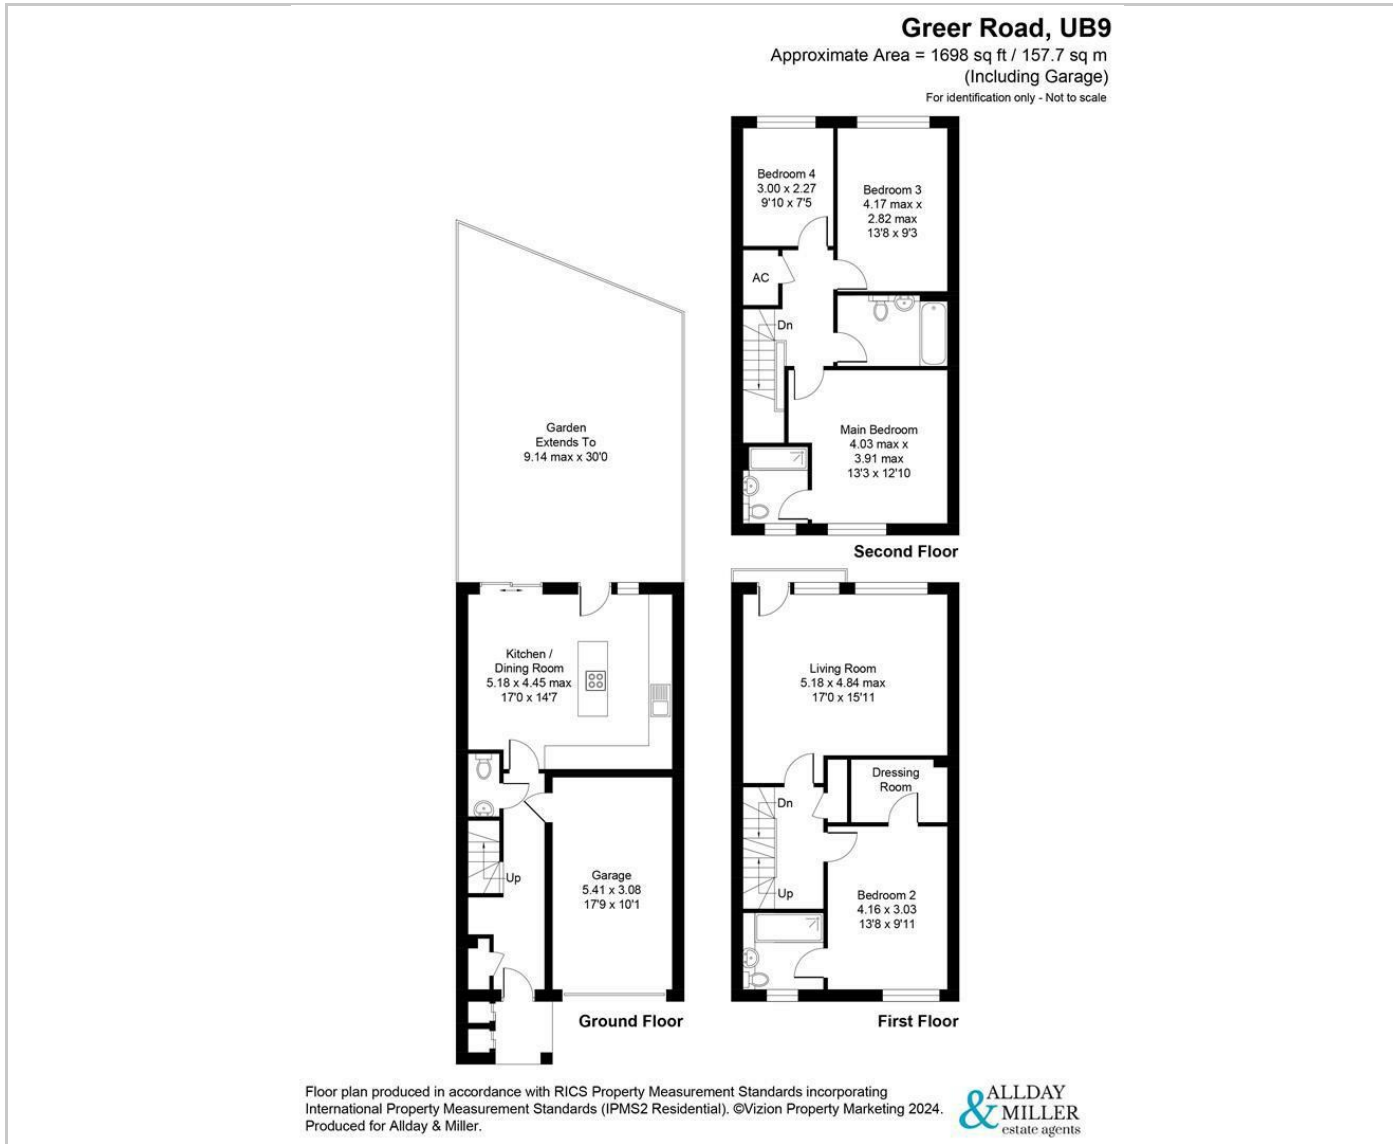 Greer Road, UB9
Approximate Area = 1698 sq ft / 157.7 sq m
(Including Garage)
For identification only - Not to scale
Bedroom 4
3.00 x 2.27
9'10 x 7'5
Bedroom 3
4.17 max x
2.82 max
13'8 x 9'3
AC
Dn
Main Bedroom
4.03 max x
3.91 max
13'3 x 12'10
Second Floor
Garden
Extends To
9.14 max x 30'0
Kitchen /
Dining Room
5.18 x 4.45 max
17'0 x 14'7
Up
Garage
5.41 x 3.08
17'9 x 10'1
Ground Floor
Living Room
5.18 x 4.84 max
17'0 x 15'11
Dressing
Room
Dn
Up
Bedroom 2
4.16 x 3.03
13'8 x 9'11
First Floor
Floor plan produced in accordance with RICS Property Measurement Standards incorporating
International Property Measurement Standards (IPMS2 Residential). ©Vizion Property Marketing 2024.
Produced for Allday & Miller.
ALLDAY
& MILLER
estate agents